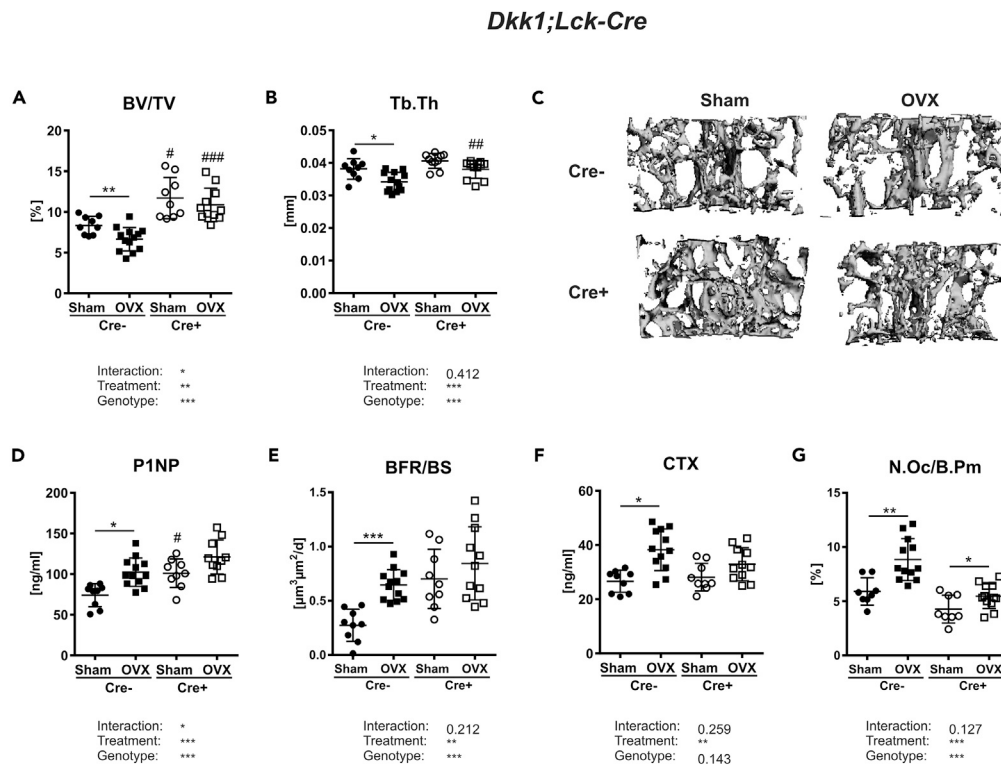 Dkk1;Lck-Cre
A
BV/TV
**
#
###
20
15
10
5
0
[%]
Sham OVX Sham OVX
Cre- Cre+
Interaction: *
Treatment: **
Genotype: ***
B
Tb.Th
*
##
0.05
0.04
0.03
0.02
0.01
0.00
[mm]
Sham OVX Sham OVX
Cre- Cre+
Interaction: 0.412
Treatment: ***
Genotype: ***
C
Sham OVX
Cre-
Cre+
D
P1NP
*
#
200
150
100
50
0
[ng/ml]
Sham OVX Sham OVX
Cre- Cre+
Interaction: *
Treatment: ***
Genotype: ***
E
BFR/BS
***
1.5
1.0
0.5
0.0
[µm³µm²/d]
Sham OVX Sham OVX
Cre- Cre+
Interaction: 0.212
Treatment: **
Genotype: ***
F
CTX
*
60
40
20
0
[ng/ml]
Sham OVX Sham OVX
Cre- Cre+
Interaction: 0.259
Treatment: **
Genotype: 0.143
G
N.Oc/B.Pm
**
*
15
10
5
0
[%]
Sham OVX Sham OVX
Cre- Cre+
Interaction: 0.127
Treatment: ***
Genotype: ***